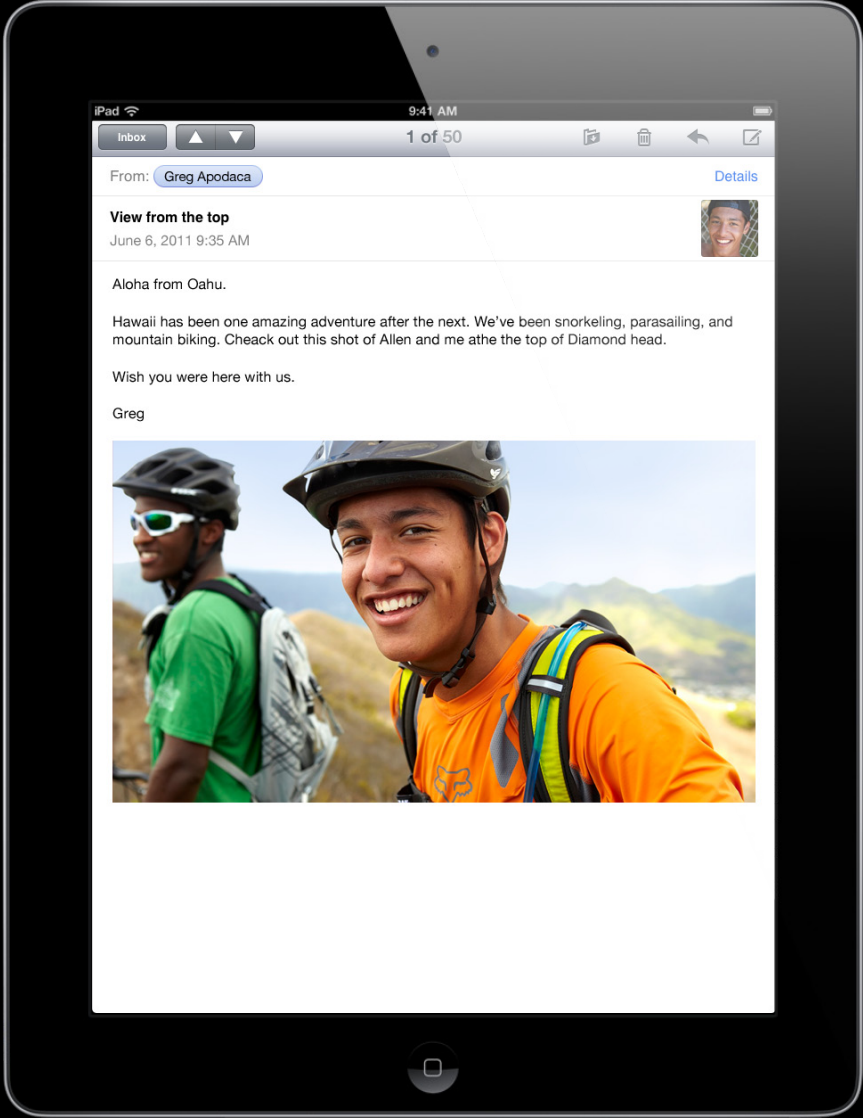 iPad 9:41 AM
Inbox 1 of 50
From: Greg Apodaca Details
View from the top
June 6, 2011 9:35 AM
Aloha from Oahu.
Hawaii has been one amazing adventure after the next. We've been snorkeling, parasailing, and
mountain biking. Cheack out this shot of Allen and me athe the top of Diamond head.
Wish you were here with us.
Greg